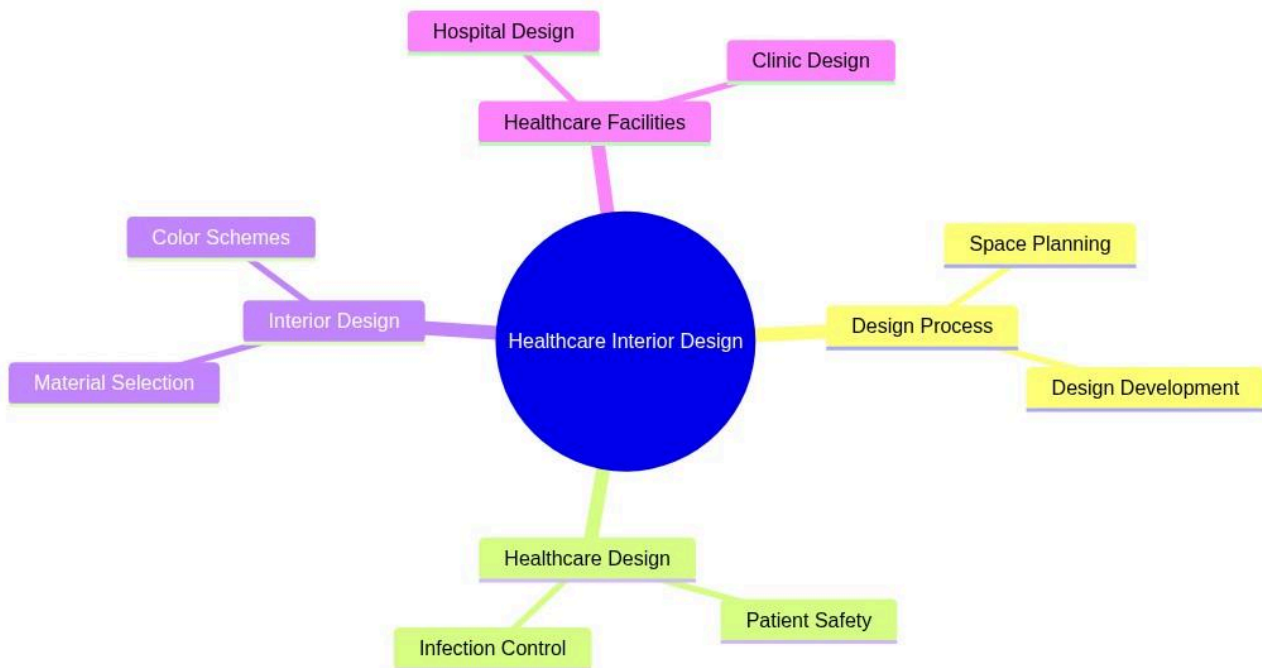 Hospital Design
Clinic Design
Healthcare Facilities
Color Schemes
Space Planning
Interior Design
Design Process
Healthcare Interior Design
Material Selection
Design Development
Healthcare Design
Patient Safety
Infection Control